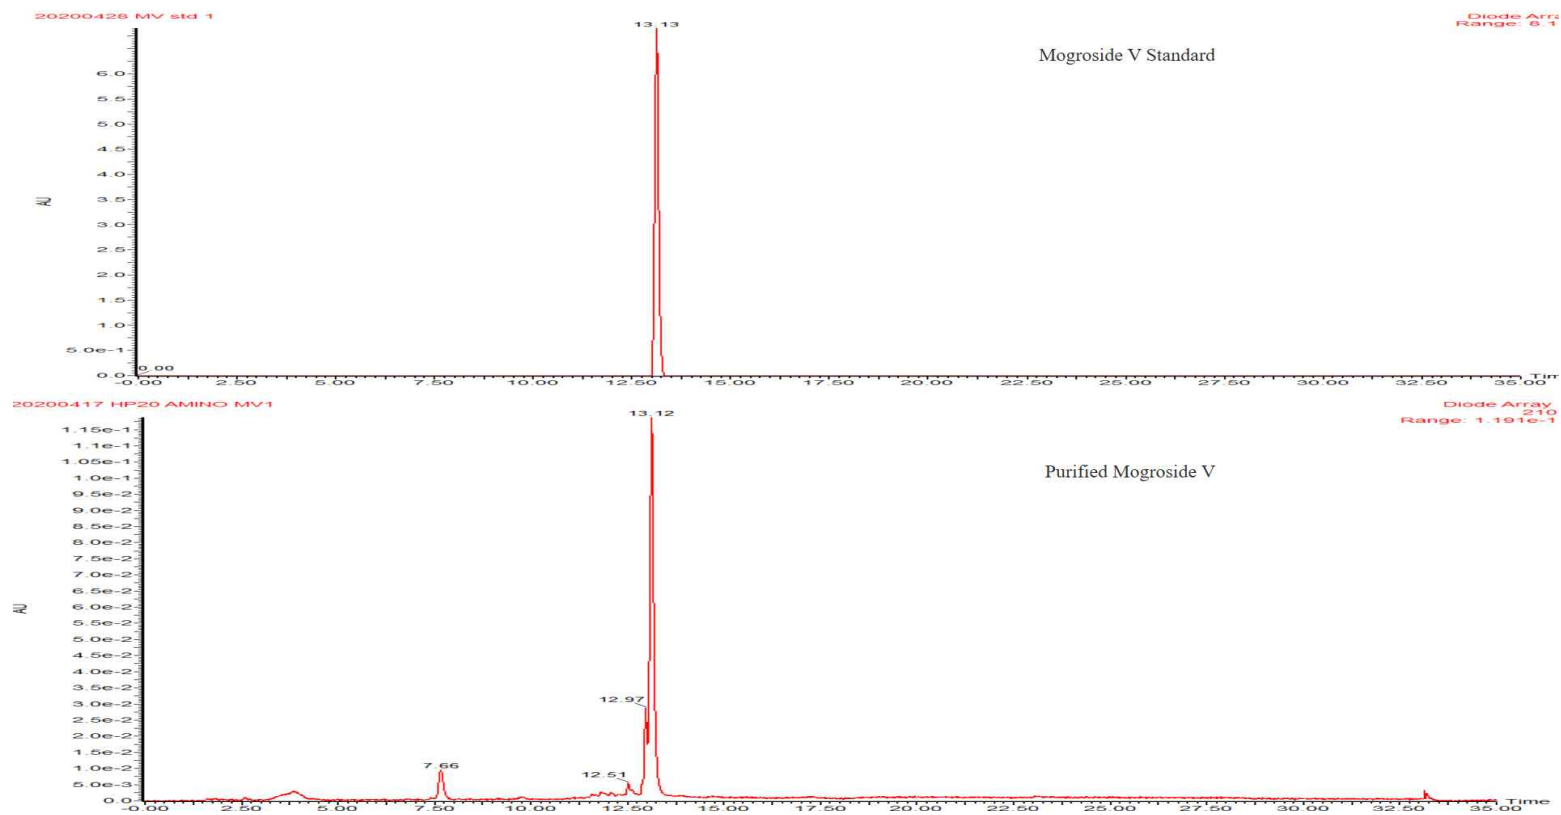 20200428 MV std 1
13.13
Diode Arra
Range: 6.1
Mogroside V Standard
6.0
5.5
5.0
4.5
4.0
AU
3.5
3.0
2.5
2.0
1.5
1.0
5.0e-1
0.0
0.00
-0.00 2.50 5.00 7.50 10.00 12.50 15.00 17.50 20.00 22.50 25.00 27.50 30.00 32.50 35.00
Tim
20200417 HP20 AMINO MV1
13.12
Diode Array
210
Range: 1.191e-1
Purified Mogroside V
1.15e-1
1.1e-1
1.05e-1
1.0e-1
9.5e-2
9.0e-2
8.5e-2
8.0e-2
7.5e-2
7.0e-2
6.5e-2
AU
6.0e-2
5.5e-2
5.0e-2
4.5e-2
4.0e-2
3.5e-2
3.0e-2
12.97
2.5e-2
2.0e-2
1.5e-2
1.0e-2
7.66
12.51
5.0e-3
0.0
-0.00 2.50 5.00 7.50 10.00 12.50 15.00 17.50 20.00 22.50 25.00 27.50 30.00 32.50 35.00
Time